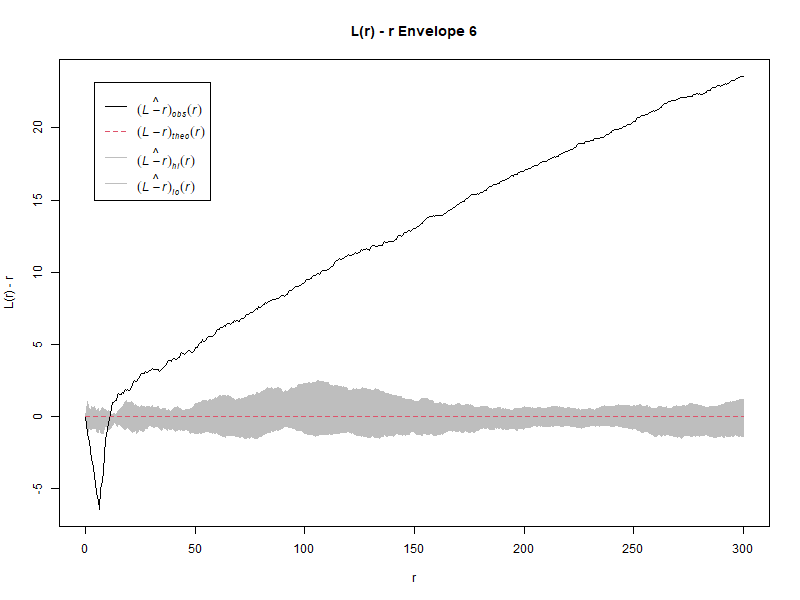 L(r) - r Envelope 6
(L ^− r)obs(r)
(L − r)theo(r)
(L ^− r)hi(r)
(L ^− r)lo(r)
L(r) - r
20
15
10
5
0
-5
0 50 100 150 200 250 300
r